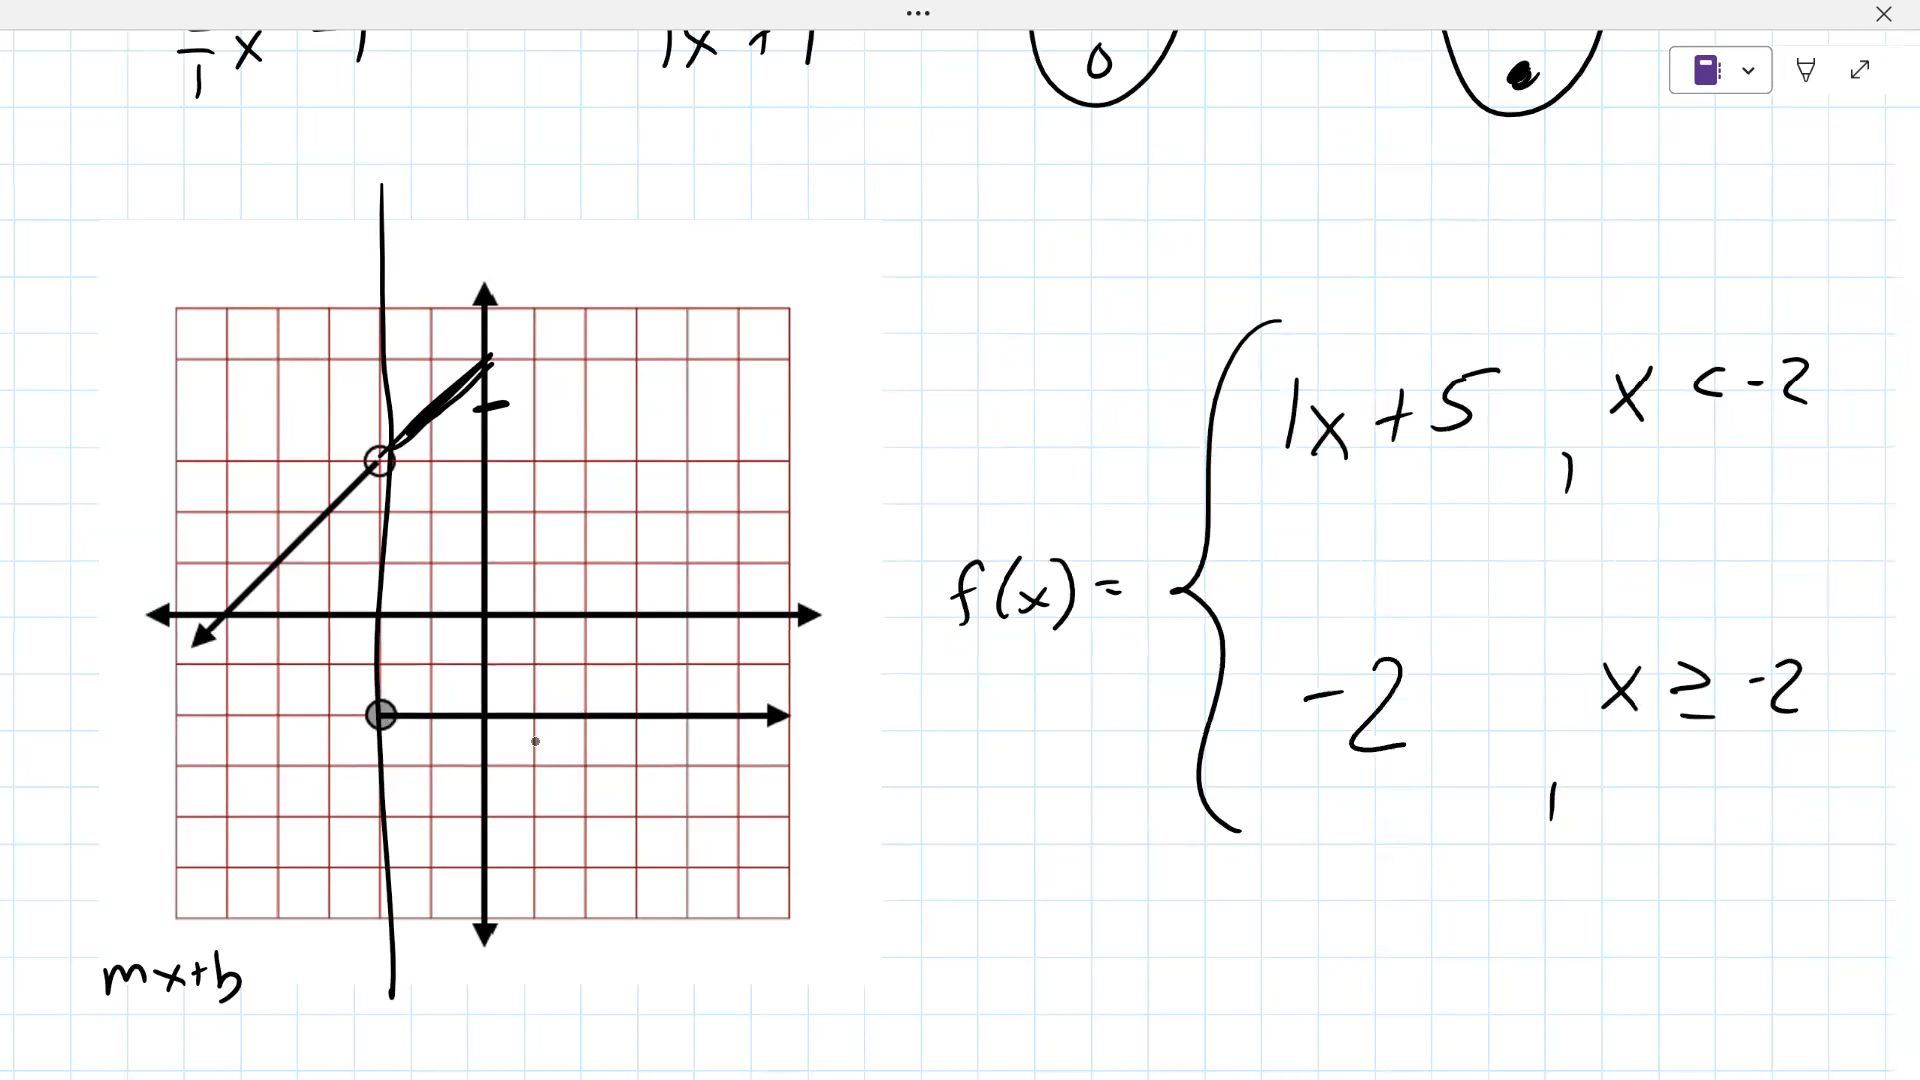 1x + 5 , x < -2
f(x) =
-2 , x ≥ -2
mx+b